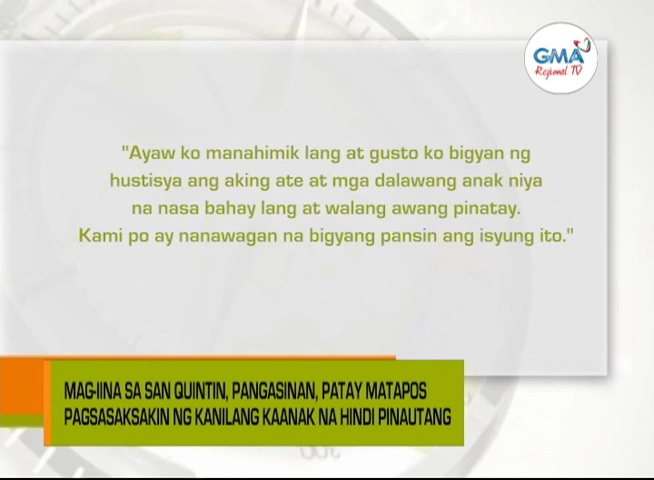 GMA
Regional TV
"Ayaw ko manahimik lang at gusto ko bigyan ng
hustisya ang aking ate at mga dalawang anak niya
na nasa bahay lang at walang awang pinatay.
Kami po ay nanawagan na bigyang pansin ang isyung ito."
MAG-IINA SA SAN QUINTIN, PANGASINAN, PATAY MATAPOS
PAGSASAKSAKIN NG KANILANG KAANAK NA HINDI PINAUTANG